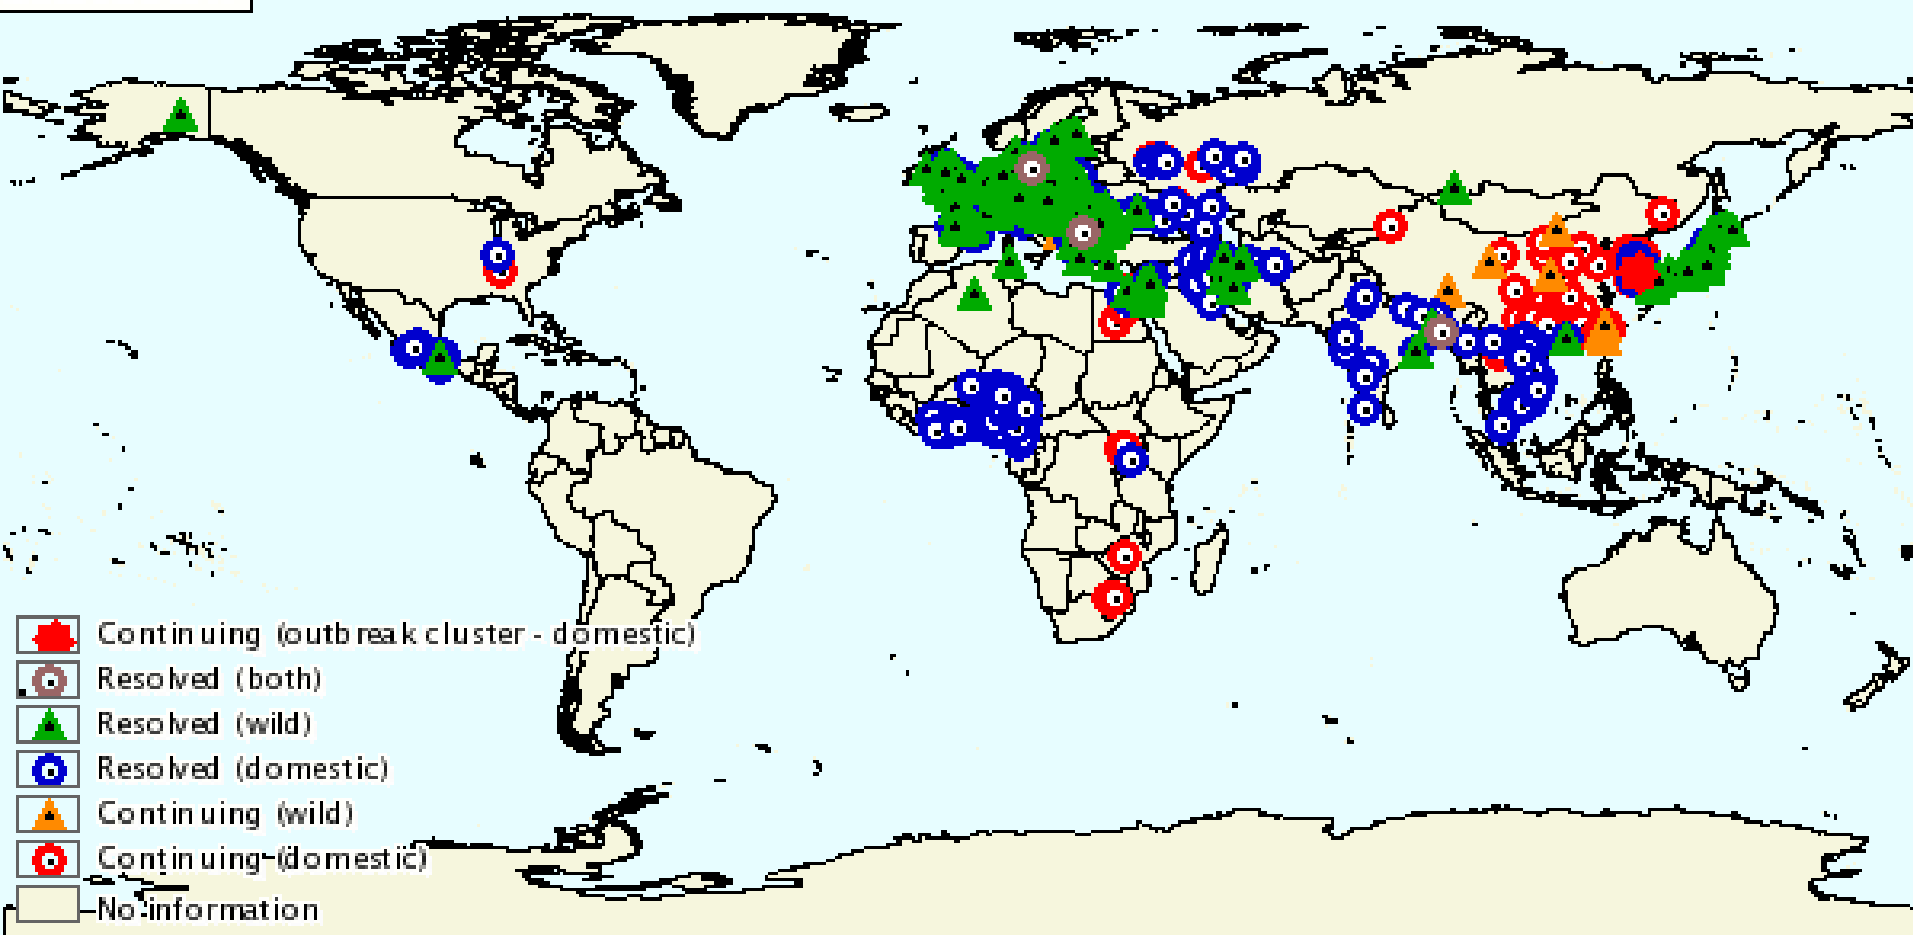 Continuing (outbreak cluster - domestic)
Resolved (both)
Resolved (wild)
Resolved (domestic)
Continuing (wild)
Continuing (domestic)
No information